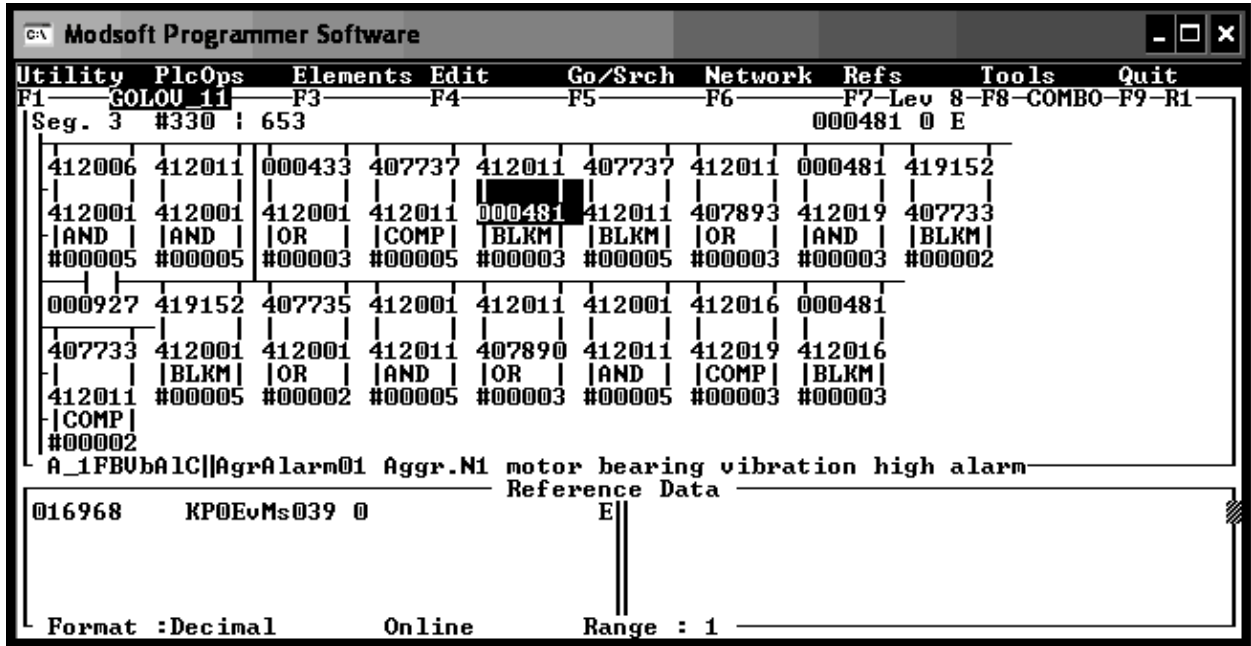 Modsoft Programmer Software
Utility PlcOps Elements Edit Go/Srch Network Refs Tools Quit
F1 GOLOV_11 F3 F4 F5 F6 F7-Lev 8-F8-COMBO-F9-R1
Seg. 3 #330 : 653 000481 0 E
412006 412011 000433 407737 412011 407737 412011 000481 419152
412001 412001 412001 412011 000481 412011 407893 412019 407733
AND AND OR COMP BLKM BLKM OR AND BLKM
#00005 #00005 #00003 #00005 #00003 #00005 #00003 #00003 #00002
000927 419152 407735 412001 412011 412001 412016 000481
407733 412001 412001 412011 407890 412011 412019 412016
BLKM OR AND OR AND COMP BLKM
412011 #00005 #00002 #00005 #00003 #00005 #00003 #00003
COMP
#00002
A_1FBVbAlC||AgrAlarm01 Aggr.N1 motor bearing vibration high alarm
Reference Data
016968 KP0EvMs039 0 E
Format :Decimal Online Range : 1